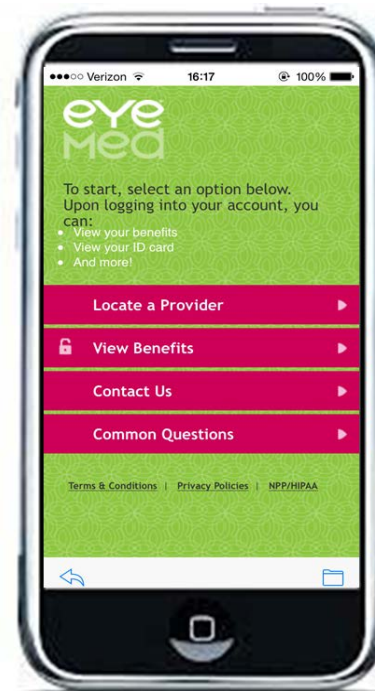 Verizon 16:17 100%
eye
Med
To start, select an option below.
Upon logging into your account, you
can:
View your benefits
View your ID card
And more!
Locate a Provider
View Benefits
Contact Us
Common Questions
Terms & Conditions | Privacy Policies | NPP/HIPAA